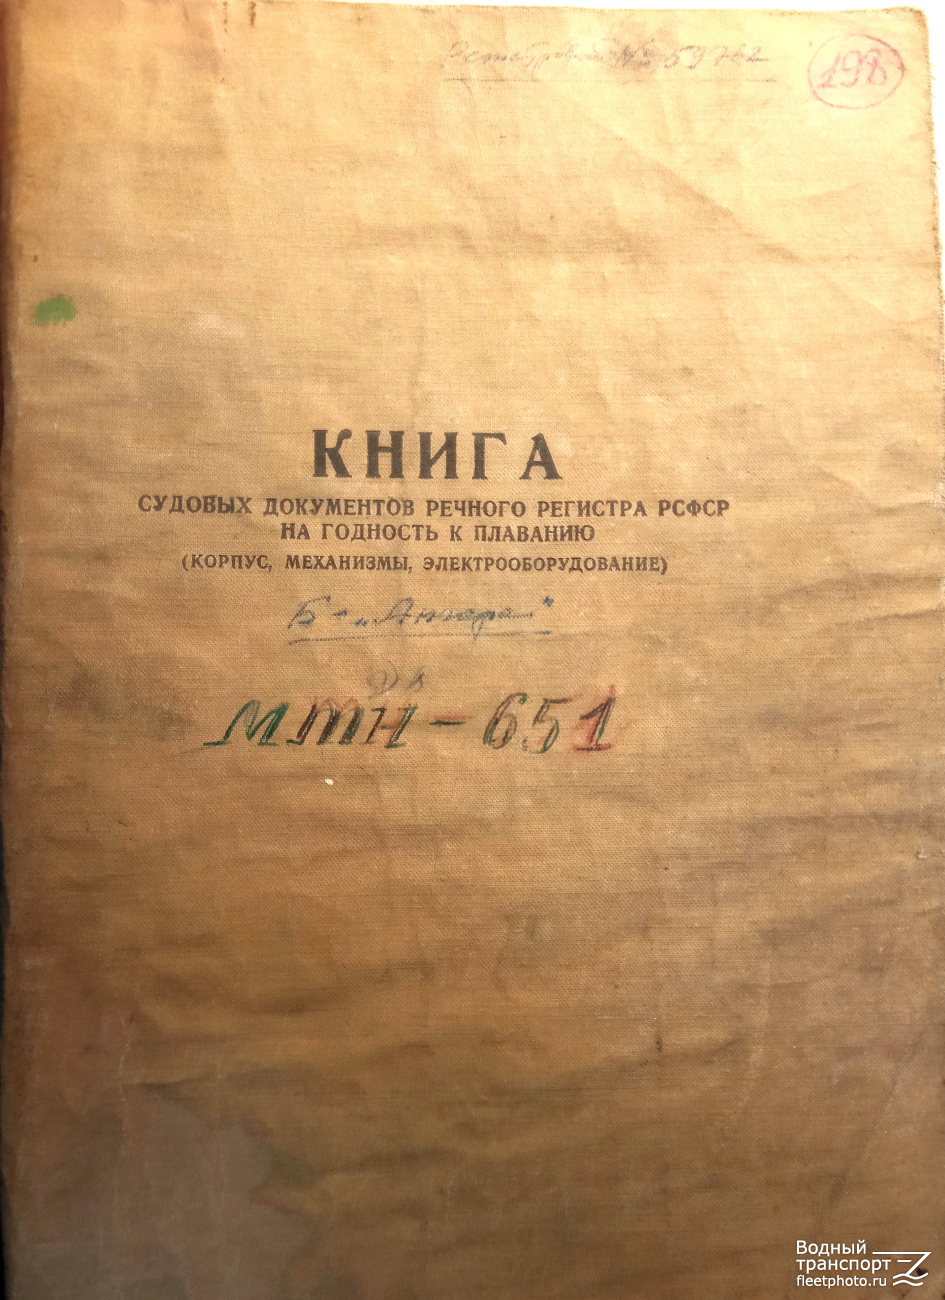 198
КНИГА
СУДОВЫХ ДОКУМЕНТОВ РЕЧНОГО РЕГИСТРА РСФСР
НА ГОДНОСТЬ К ПЛАВАНИЮ
(КОРПУС, МЕХАНИЗМЫ, ЭЛЕКТРООБОРУДОВАНИЕ)
Б - „Ангара"
МТН - 651
Водный
транспорт
fleetphoto.ru